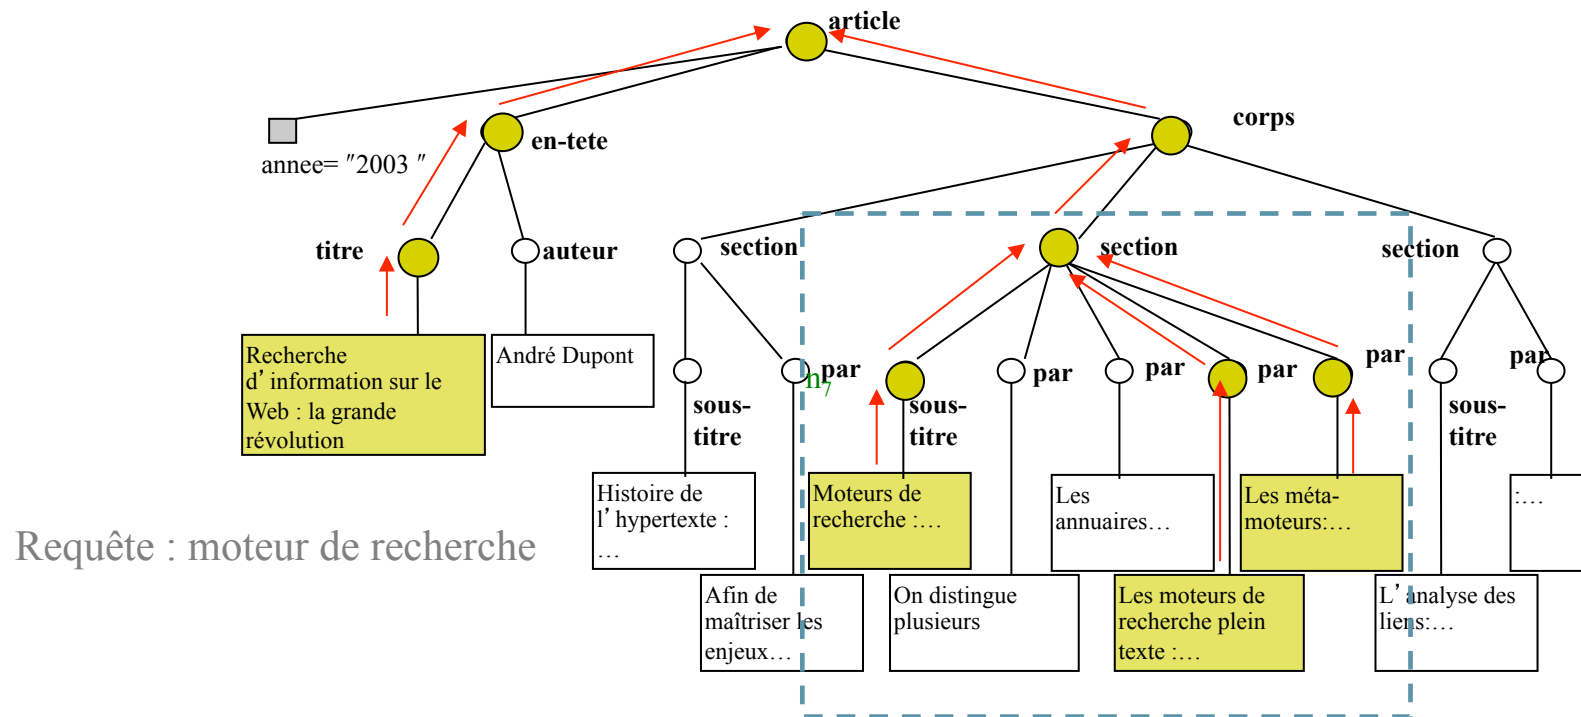 article
corps
en-tete
annee= "2003 "
titre
auteur
section
section
section
Recherche
d’information sur le
Web : la grande
révolution
André Dupont
par
n7
par
par
par
par
par
sous-
titre
sous-
titre
sous-
titre
Histoire de
l’hypertexte :
…
Moteurs de
recherche :…
Les
annuaires…
Les méta-
moteurs:…
:…
Requête : moteur de recherche
Afin de
maîtriser les
enjeux…
On distingue
plusieurs
Les moteurs de
recherche plein
texte :…
L’analyse des
liens:…